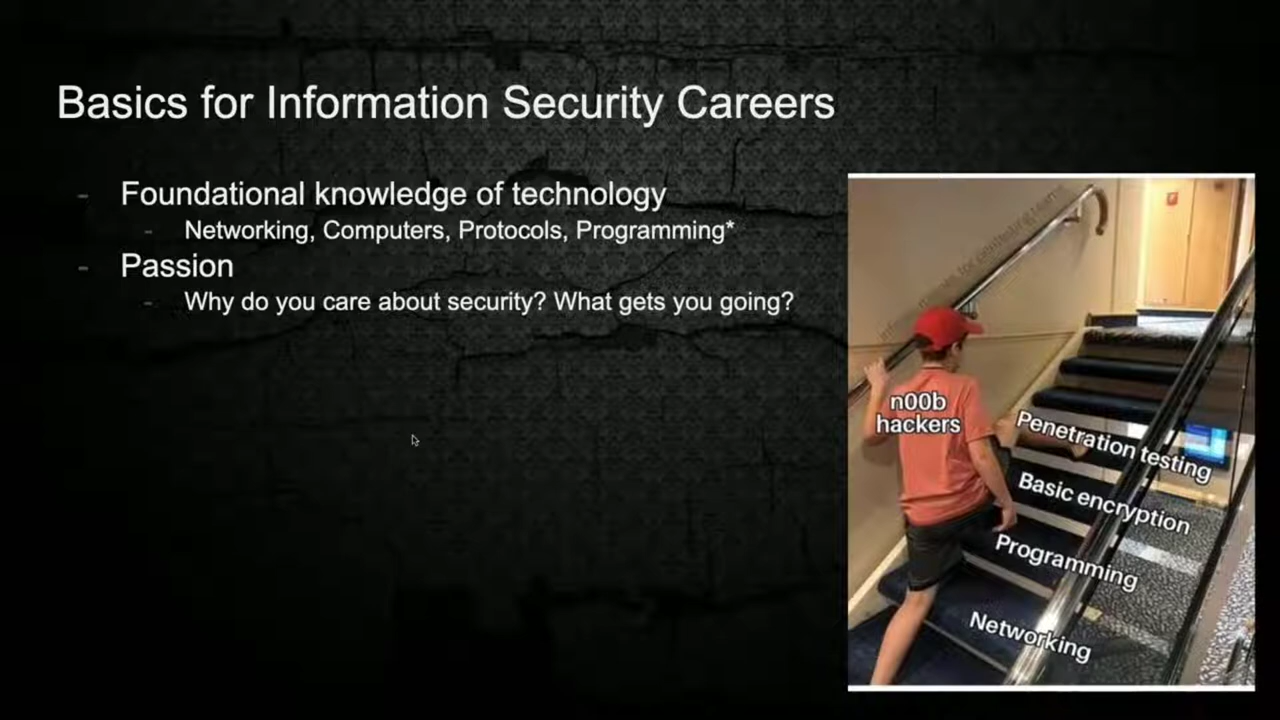 Basics for Information Security Careers
- Foundational knowledge of technology
- Networking, Computers, Protocols, Programming*
- Passion
- Why do you care about security? What gets you going?
n00b
hackers
Penetration testing
Basic encryption
Programming
Networking